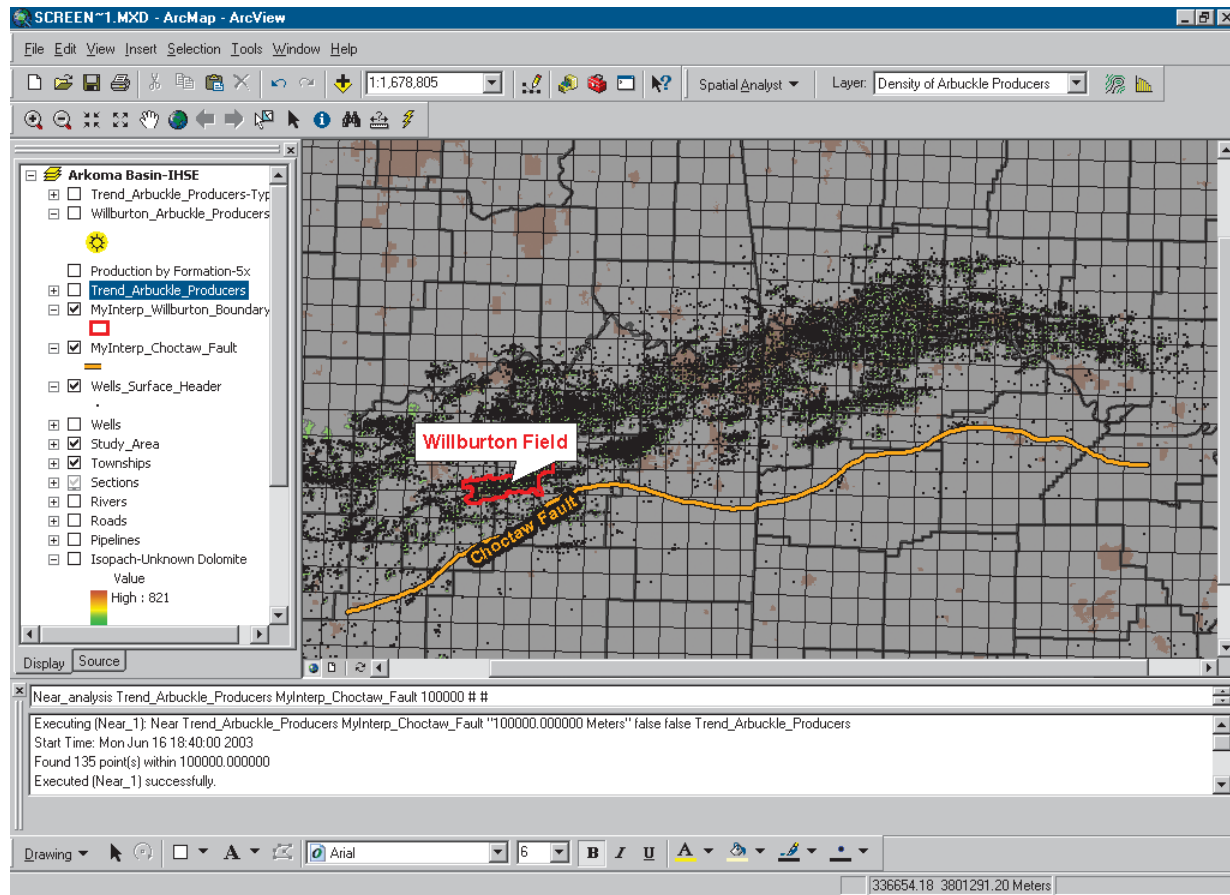 SCREEN~1.MXD - ArcMap - ArcView
File Edit View Insert Selection Tools Window Help
1:1,678,805
Spatial Analyst
Layer: Density of Arbuckle Producers
Arkoma Basin-IHSE
Trend_Arbuckle_Producers-Typ
Willburton_Arbuckle_Producers
Production by Formation-5x
Trend_Arbuckle_Producers
MyInterp_Willburton_Boundary
MyInterp_Choctaw_Fault
Wells_Surface_Header
Wells
Study_Area
Townships
Sections
Rivers
Roads
Pipelines
Isopach-Unknown Dolomite
Value
High : 821
Display Source
Willburton Field
Choctaw Fault
Near_analysis Trend_Arbuckle_Producers MyInterp_Choctaw_Fault 100000 # #
Executing (Near_1): Near Trend_Arbuckle_Producers MyInterp_Choctaw_Fault "100000.000000 Meters" false false Trend_Arbuckle_Producers
Start Time: Mon Jun 16 18:40:00 2003
Found 135 point(s) within 100000.000000
Executed (Near_1) successfully.
Drawing A Arial 6 B I U A
336654.18 3801291.20 Meters